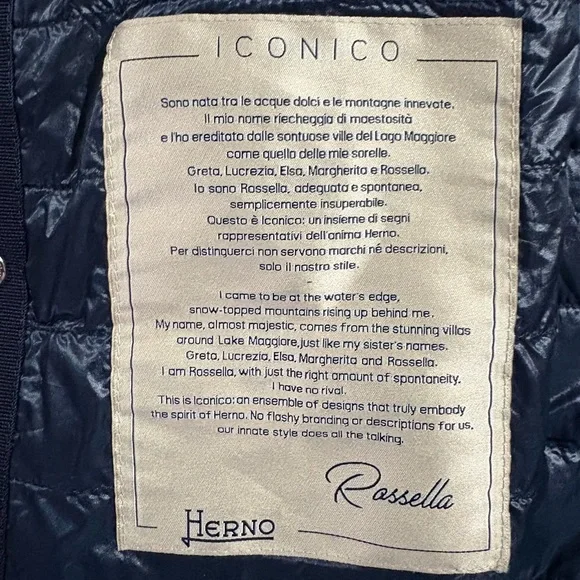 ICONICO
Sono nata tra le acque dolci e le montagne innevate.
Il mio nome riecheggia di maestosità
e l'ho ereditato dalle sontuose ville del Lago Maggiore
come quello delle mie sorelle.
Greta, Lucrezia, Elsa, Margherita e Rossella.
Io sono Rossella, adeguata e spontanea,
semplicemente insuperabile.
Questo è Iconico: un insieme di segni
rappresentativi dell'anima Herno.
Per distinguerci non servono marchi né descrizioni,
solo il nostro stile.
-
I came to be at the water's edge,
snow-topped mountains rising up behind me.
My name, almost majestic, comes from the stunning villas
around Lake Maggiore, just like my sister's names.
Greta, Lucrezia, Elsa, Margherita and Rossella.
I am Rossella, with just the right amount of spontaneity.
I have no rival.
This is Iconico: an ensemble of designs that truly embody
the spirit of Herno. No flashy branding or descriptions for us,
our innate style does all the talking.
Rossella
HERNO